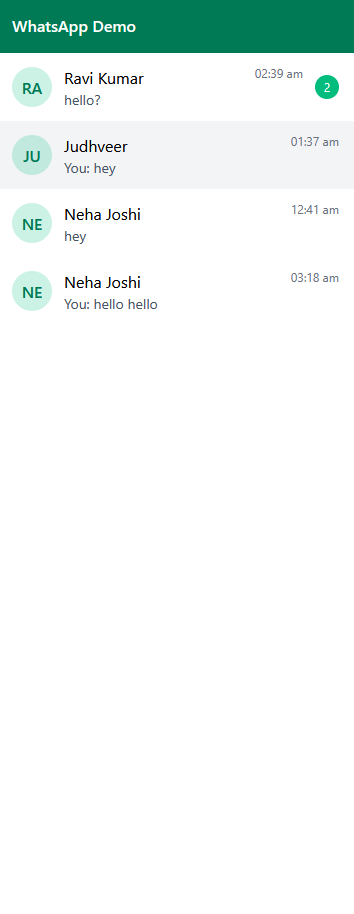 WhatsApp Demo
RA
Ravi Kumar
02:39 am
2
hello?
JU
Judhveer
01:37 am
You: hey
NE
Neha Joshi
12:41 am
hey
NE
Neha Joshi
03:18 am
You: hello hello